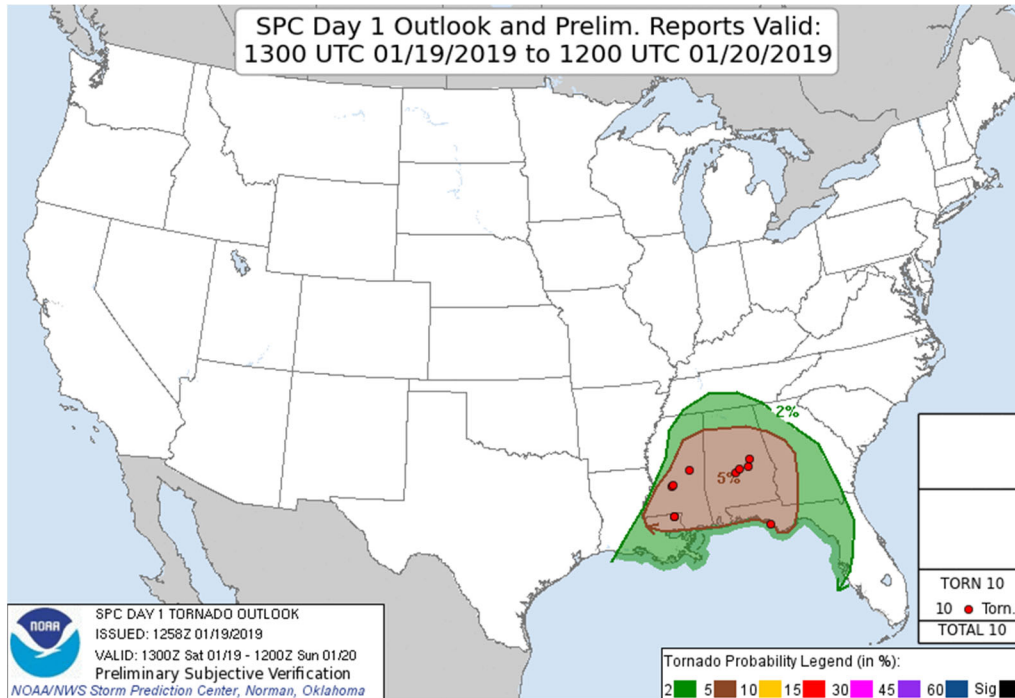 SPC Day 1 Outlook and Prelim. Reports Valid:
1300 UTC 01/19/2019 to 1200 UTC 01/20/2019
2%
5%
TORN 10
10 Torn.
TOTAL 10
NOAA
SPC DAY 1 TORNADO OUTLOOK
ISSUED: 1258Z 01/19/2019
VALID: 1300Z Sat 01/19 - 1200Z Sun 01/20
Preliminary Subjective Verification
NOAA/NWS Storm Prediction Center, Norman, Oklahoma
Tornado Probability Legend (in %):
2 5 10 15 30 45 60 Sig